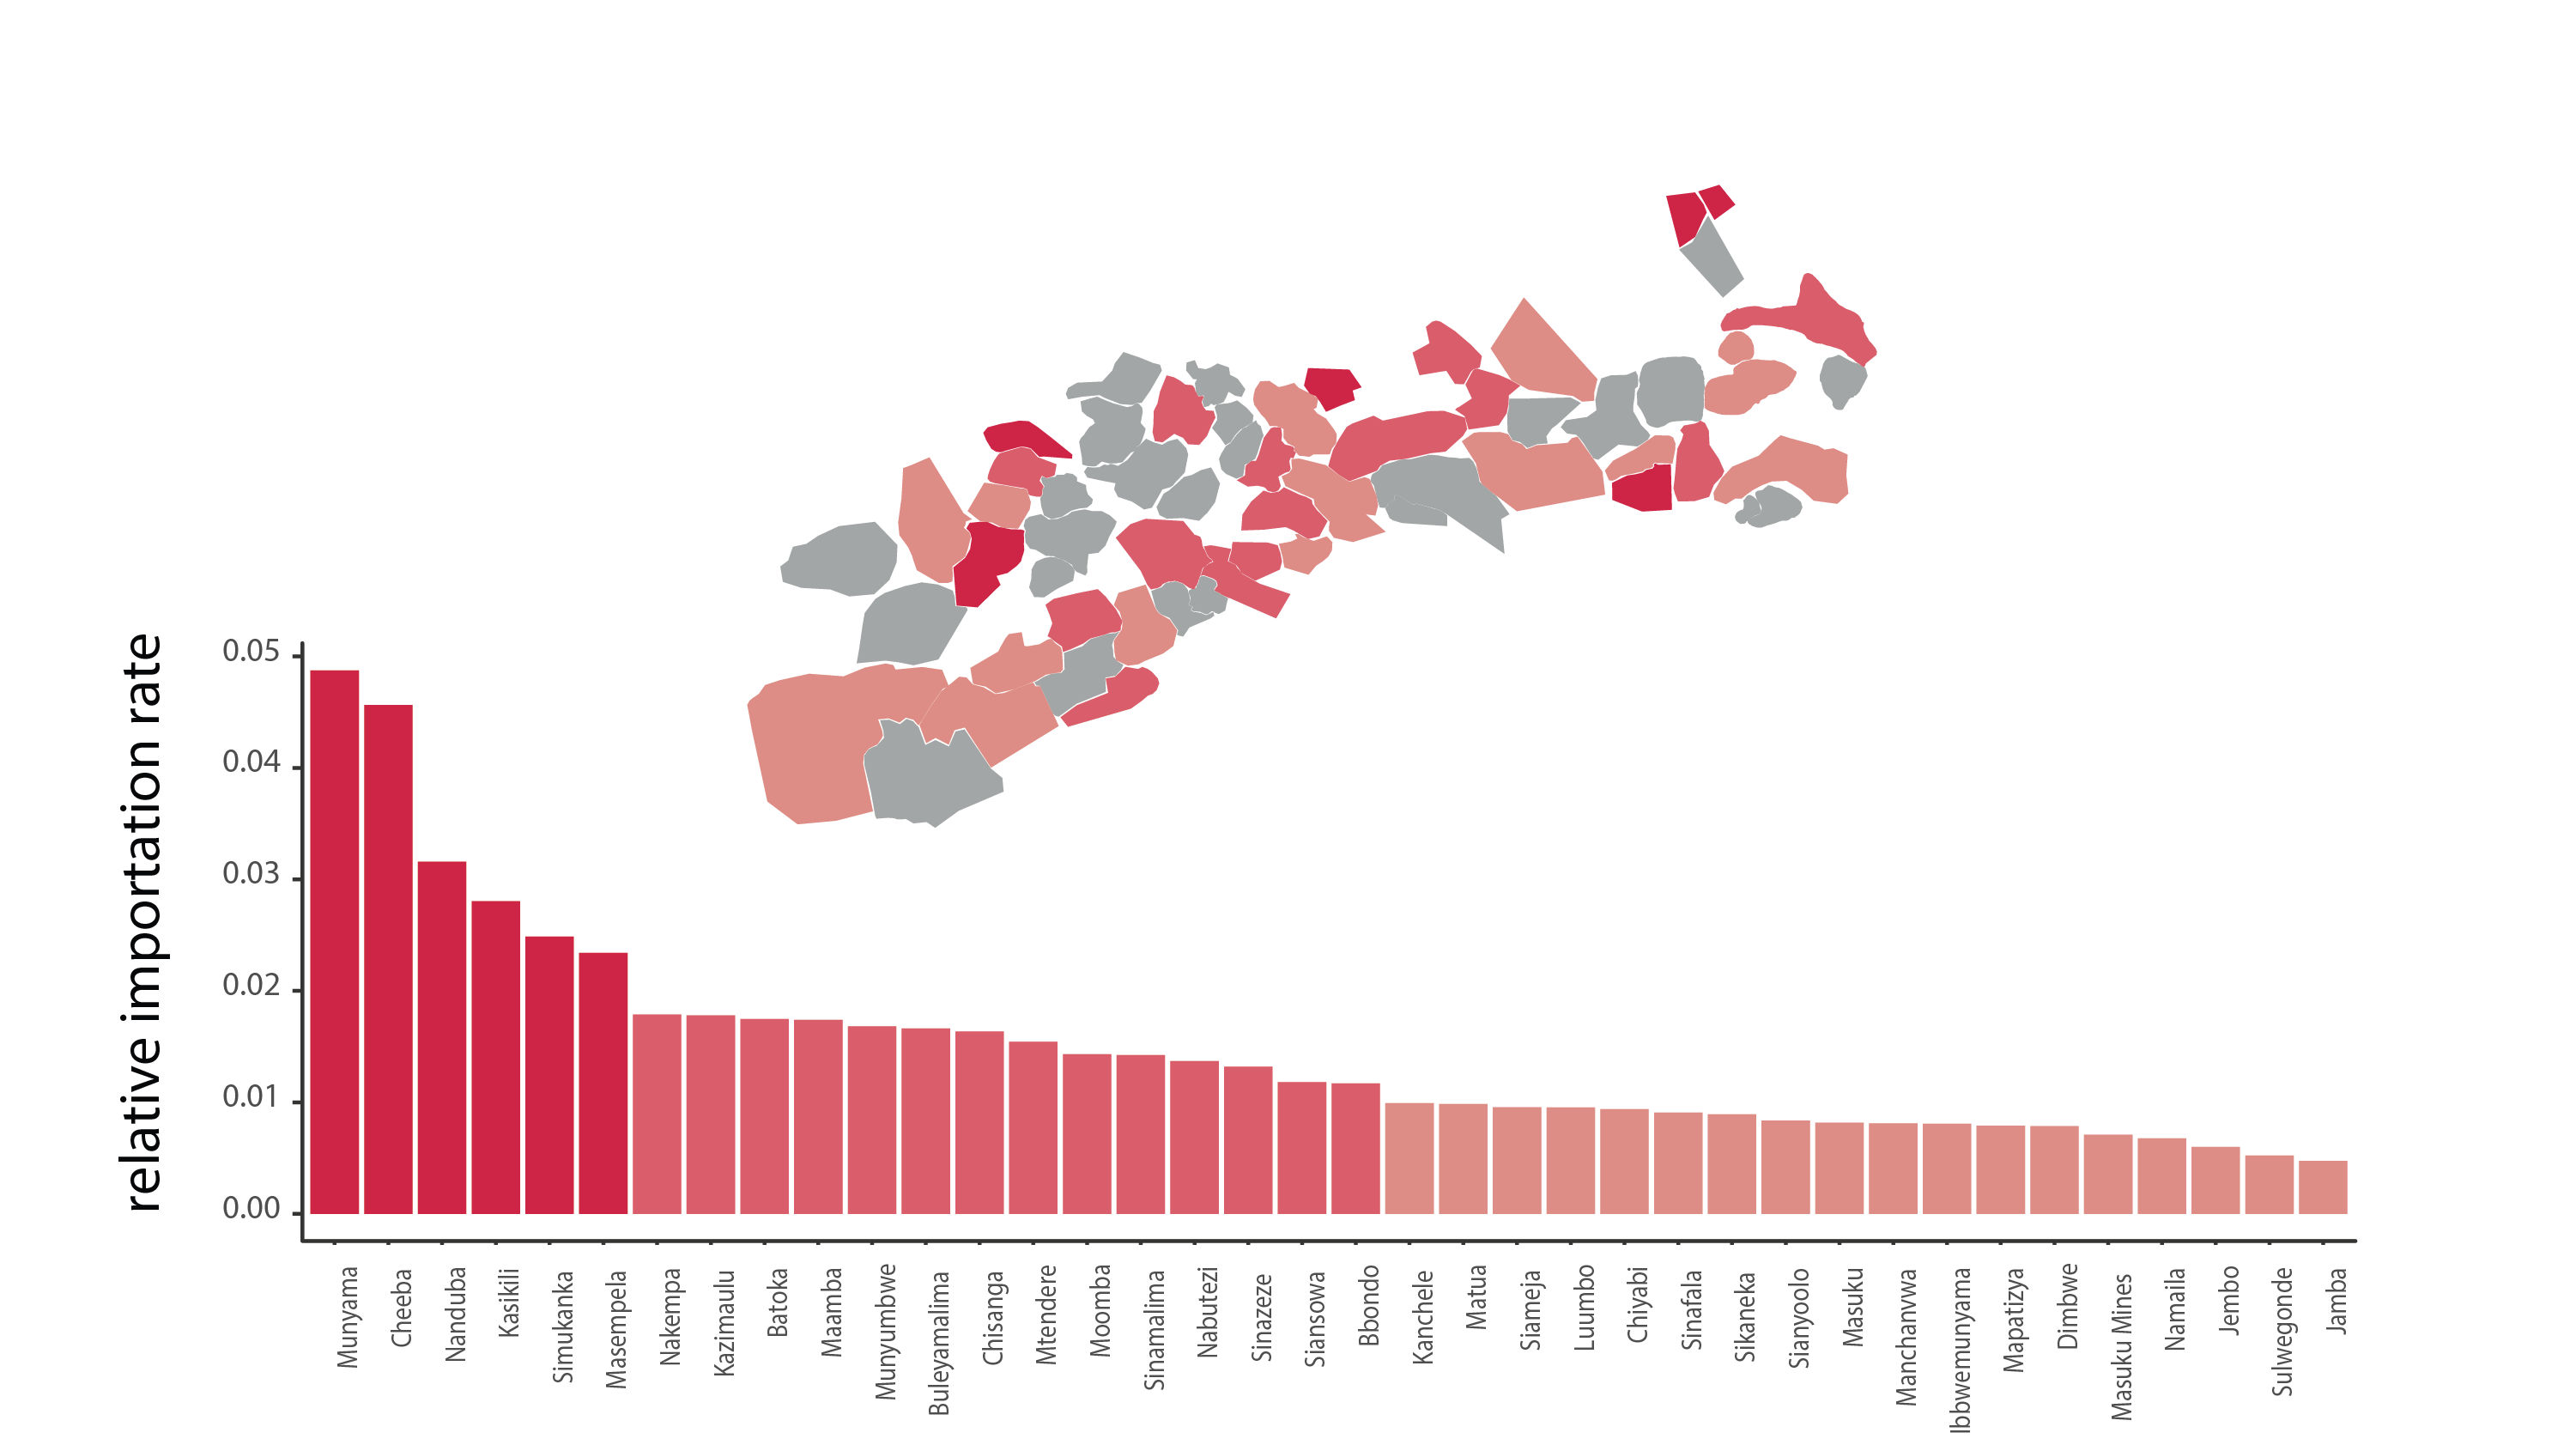 relative importation rate
0.05
0.04
0.03
0.02
0.01
0.00
Munyama
Cheeba
Nanduba
Kasikili
Simukanka
Masempela
Nakempa
Kazimaulu
Batoka
Maamba
Munyumbwe
Buleyamalima
Chisanga
Mtendere
Moomba
Sinamalima
Nabutezi
Sinazeze
Siansowa
Bbondo
Kanchele
Matua
Siameja
Luumbo
Chiyabi
Sinafala
Sikaneka
Sianyoolo
Masuku
Manchanvwa
Ibbwemunyama
Mapatizya
Dimbwe
Masuku Mines
Namaila
Jembo
Sulwegonde
Jamba